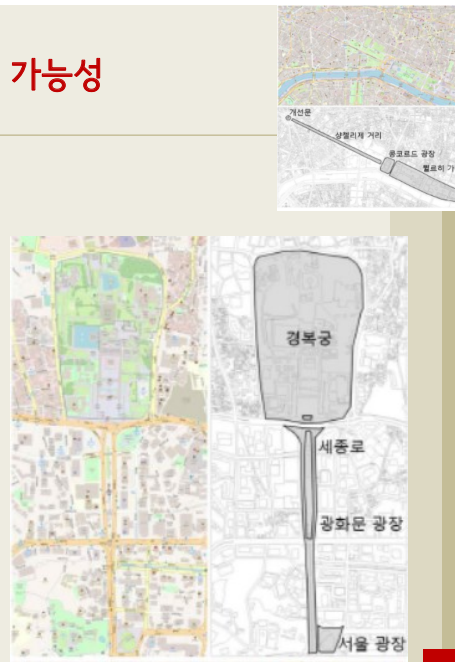 가능성
개선문
샹젤리제 거리
콩코르드 광장
경복궁
세종로
광화문 광장
서울 광장